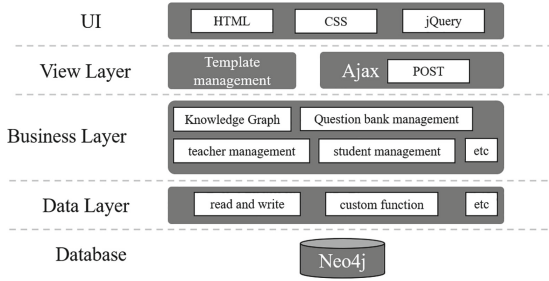 UI
HTML CSS jQuery
View Layer
Template
management
Ajax POST
Business Layer
Knowledge Graph Question bank management
teacher management student management etc
Data Layer
read and write custom function etc
Database
Neo4j